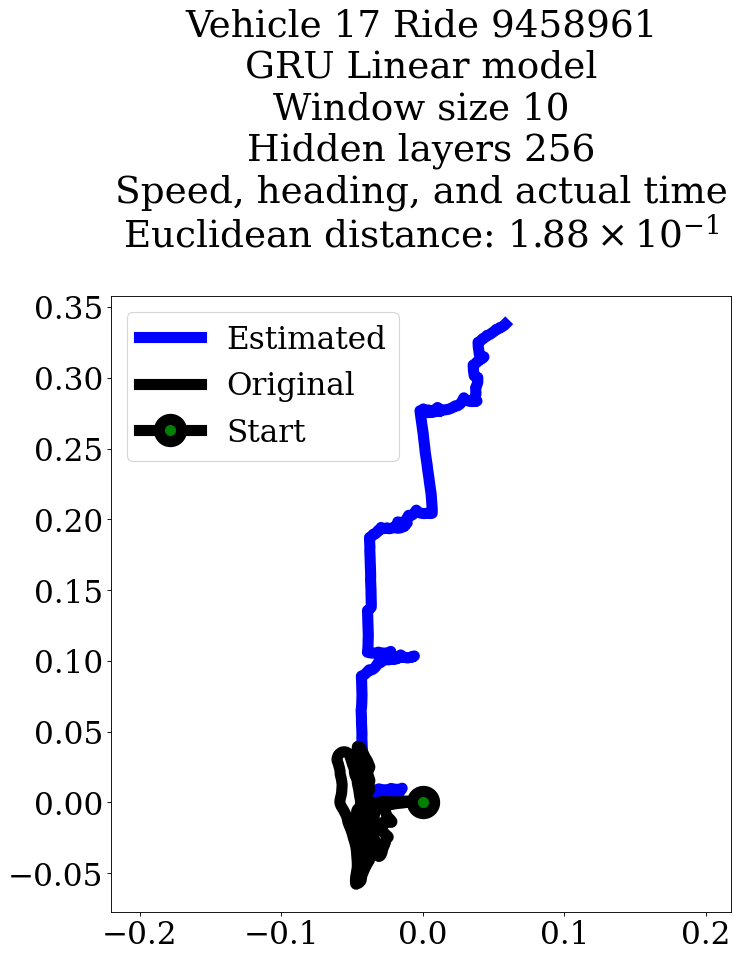 Vehicle 17 Ride 9458961
GRU Linear model
Window size 10
Hidden layers 256
Speed, heading, and actual time
Euclidean distance: 1.88 × 10⁻¹
Estimated
Original
Start
0.35
0.30
0.25
0.20
0.15
0.10
0.05
0.00
−0.05
−0.2
−0.1
0.0
0.1
0.2